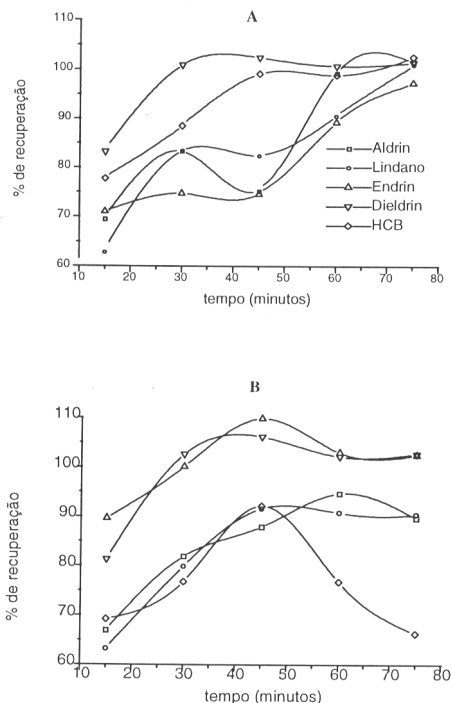 A
110
100
90
80
70
60
% de recuperação
Aldrin
Lindano
Endrin
Dieldrin
HCB
10 20 30 40 50 60 70 80
tempo (minutos)
B
110
100
90
80
70
60
% de recuperação
10 20 30 40 50 60 70 80
tempo (minutos)